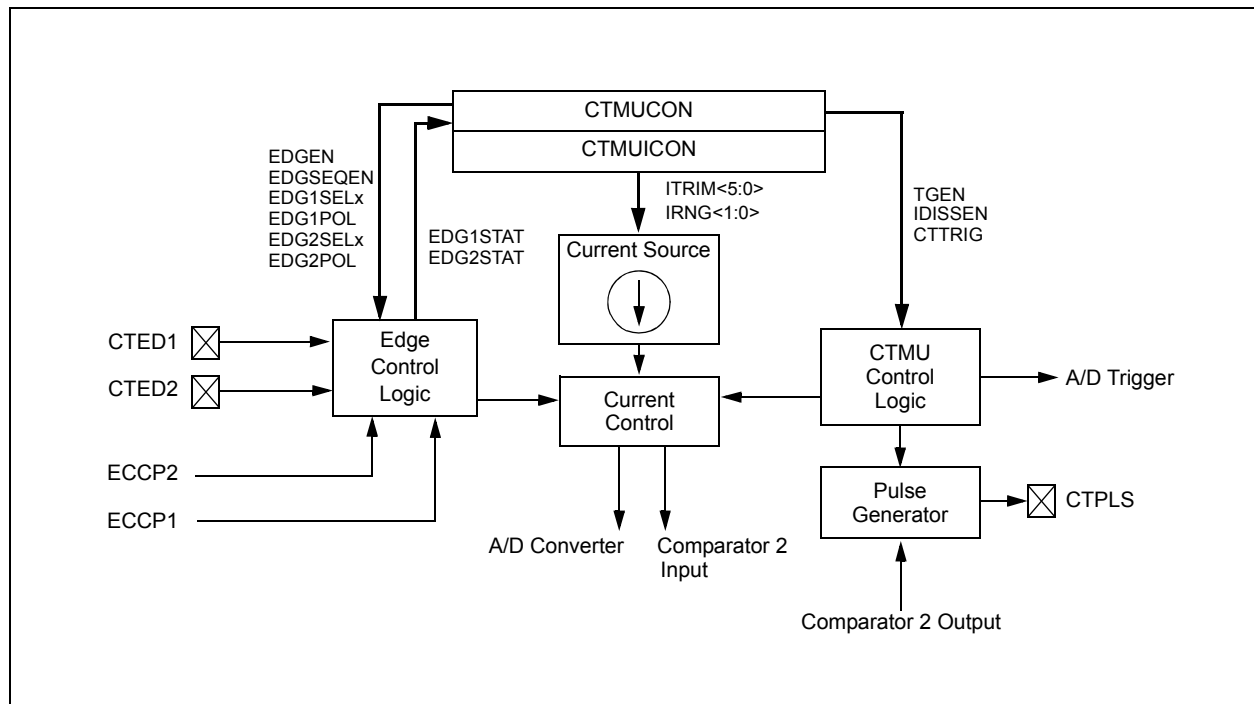 CTMUCON
CTMUICON
EDGEN
EDGSEQEN
EDG1SELx
EDG1POL
EDG2SELx
EDG2POL
EDG1STAT
EDG2STAT
ITRIM<5:0>
IRNG<1:0>
TGEN
IDISSEN
CTTRIG
Current Source
CTED1
CTED2
Edge
Control
Logic
Current
Control
CTMU
Control
Logic
A/D Trigger
ECCP2
ECCP1
Pulse
Generator
CTPLS
A/D Converter
Comparator 2
Input
Comparator 2 Output